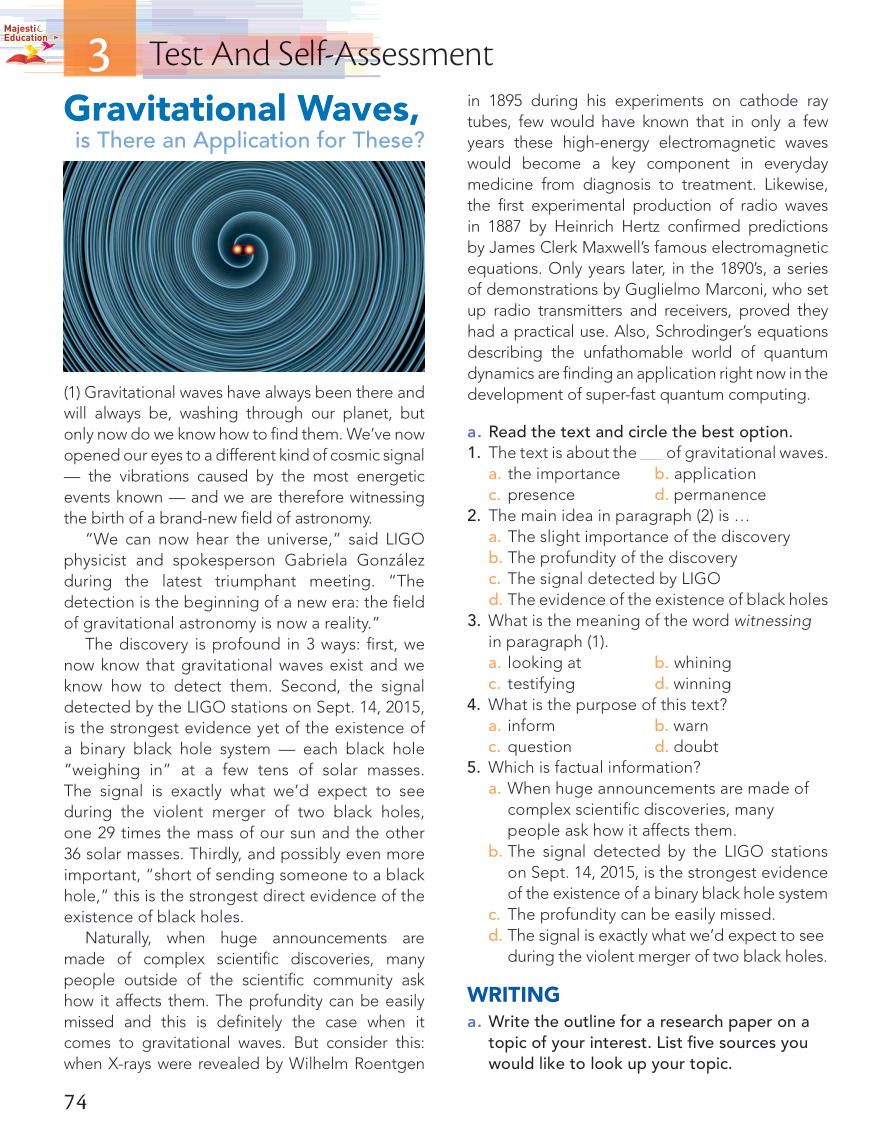 Majestic
Education
3
Test And Self-Assessment
Gravitational Waves,
is There an Application for These?
(1) Gravitational waves have always been there and
will always be, washing through our planet, but
only now do we know how to find them. We’ve now
opened our eyes to a different kind of cosmic signal
— the vibrations caused by the most energetic
events known — and we are therefore witnessing
the birth of a brand-new field of astronomy.
“We can now hear the universe,” said LIGO
physicist and spokesperson Gabriela González
during the latest triumphant meeting. “The
detection is the beginning of a new era: the field
of gravitational astronomy is now a reality.”
The discovery is profound in 3 ways: first, we
now know that gravitational waves exist and we
know how to detect them. Second, the signal
detected by the LIGO stations on Sept. 14, 2015,
is the strongest evidence yet of the existence of
a binary black hole system — each black hole
“weighing in” at a few tens of solar masses.
The signal is exactly what we’d expect to see
during the violent merger of two black holes,
one 29 times the mass of our sun and the other
36 solar masses. Thirdly, and possibly even more
important, “short of sending someone to a black
hole,” this is the strongest direct evidence of the
existence of black holes.
Naturally, when huge announcements are
made of complex scientific discoveries, many
people outside of the scientific community ask
how it affects them. The profundity can be easily
missed and this is definitely the case when it
comes to gravitational waves. But consider this:
when X-rays were revealed by Wilhelm Roentgen
in 1895 during his experiments on cathode ray
tubes, few would have known that in only a few
years these high-energy electromagnetic waves
would become a key component in everyday
medicine from diagnosis to treatment. Likewise,
the first experimental production of radio waves
in 1887 by Heinrich Hertz confirmed predictions
by James Clerk Maxwell’s famous electromagnetic
equations. Only years later, in the 1890’s, a series
of demonstrations by Guglielmo Marconi, who set
up radio transmitters and receivers, proved they
had a practical use. Also, Schrodinger’s equations
describing the unfathomable world of quantum
dynamics are finding an application right now in the
development of super-fast quantum computing.
a. Read the text and circle the best option.
1. The text is about the ___ of gravitational waves.
a. the importance b. application
c. presence d. permanence
2. The main idea in paragraph (2) is …
a. The slight importance of the discovery
b. The profundity of the discovery
c. The signal detected by LIGO
d. The evidence of the existence of black holes
3. What is the meaning of the word witnessing
in paragraph (1).
a. looking at b. whining
c. testifying d. winning
4. What is the purpose of this text?
a. inform b. warn
c. question d. doubt
5. Which is factual information?
a. When huge announcements are made of
complex scientific discoveries, many
people ask how it affects them.
b. The signal detected by the LIGO stations
on Sept. 14, 2015, is the strongest evidence
of the existence of a binary black hole system
c. The profundity can be easily missed.
d. The signal is exactly what we’d expect to see
during the violent merger of two black holes.
WRITING
a. Write the outline for a research paper on a
topic of your interest. List five sources you
would like to look up your topic.
74